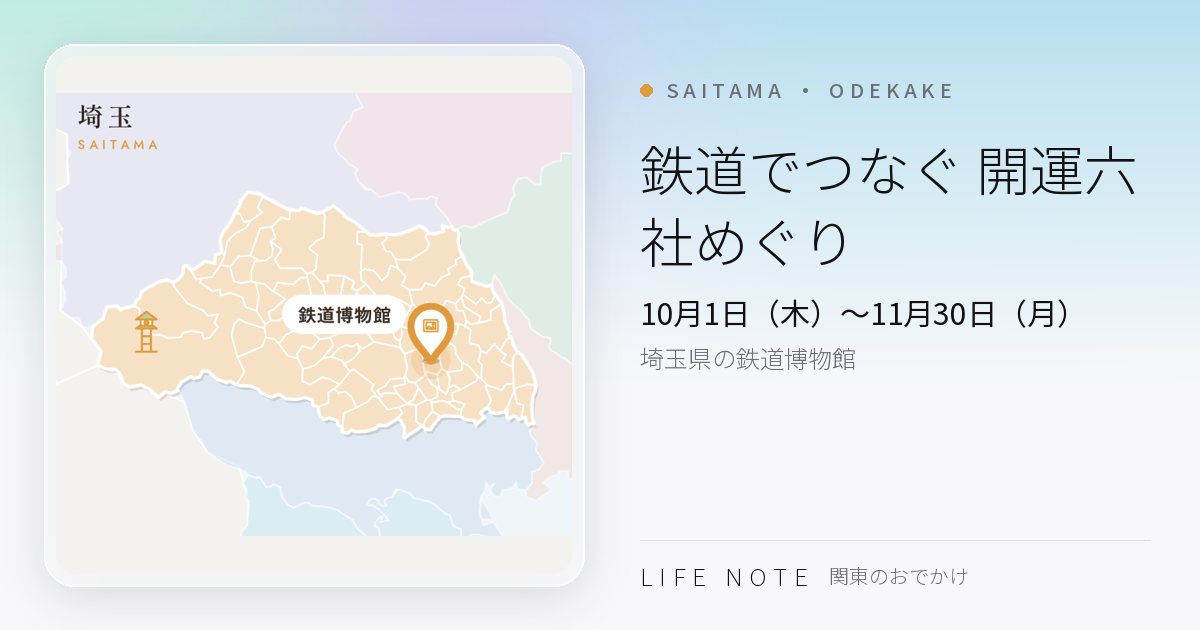 埼玉
SAITAMA
鉄道博物館
SAITAMA • ODEKAKE
鉄道でつなぐ 開運六
社めぐり
10月1日（木）〜11月30日（月）
埼玉県の鉄道博物館
LIFE NOTE 関東のおでかけ